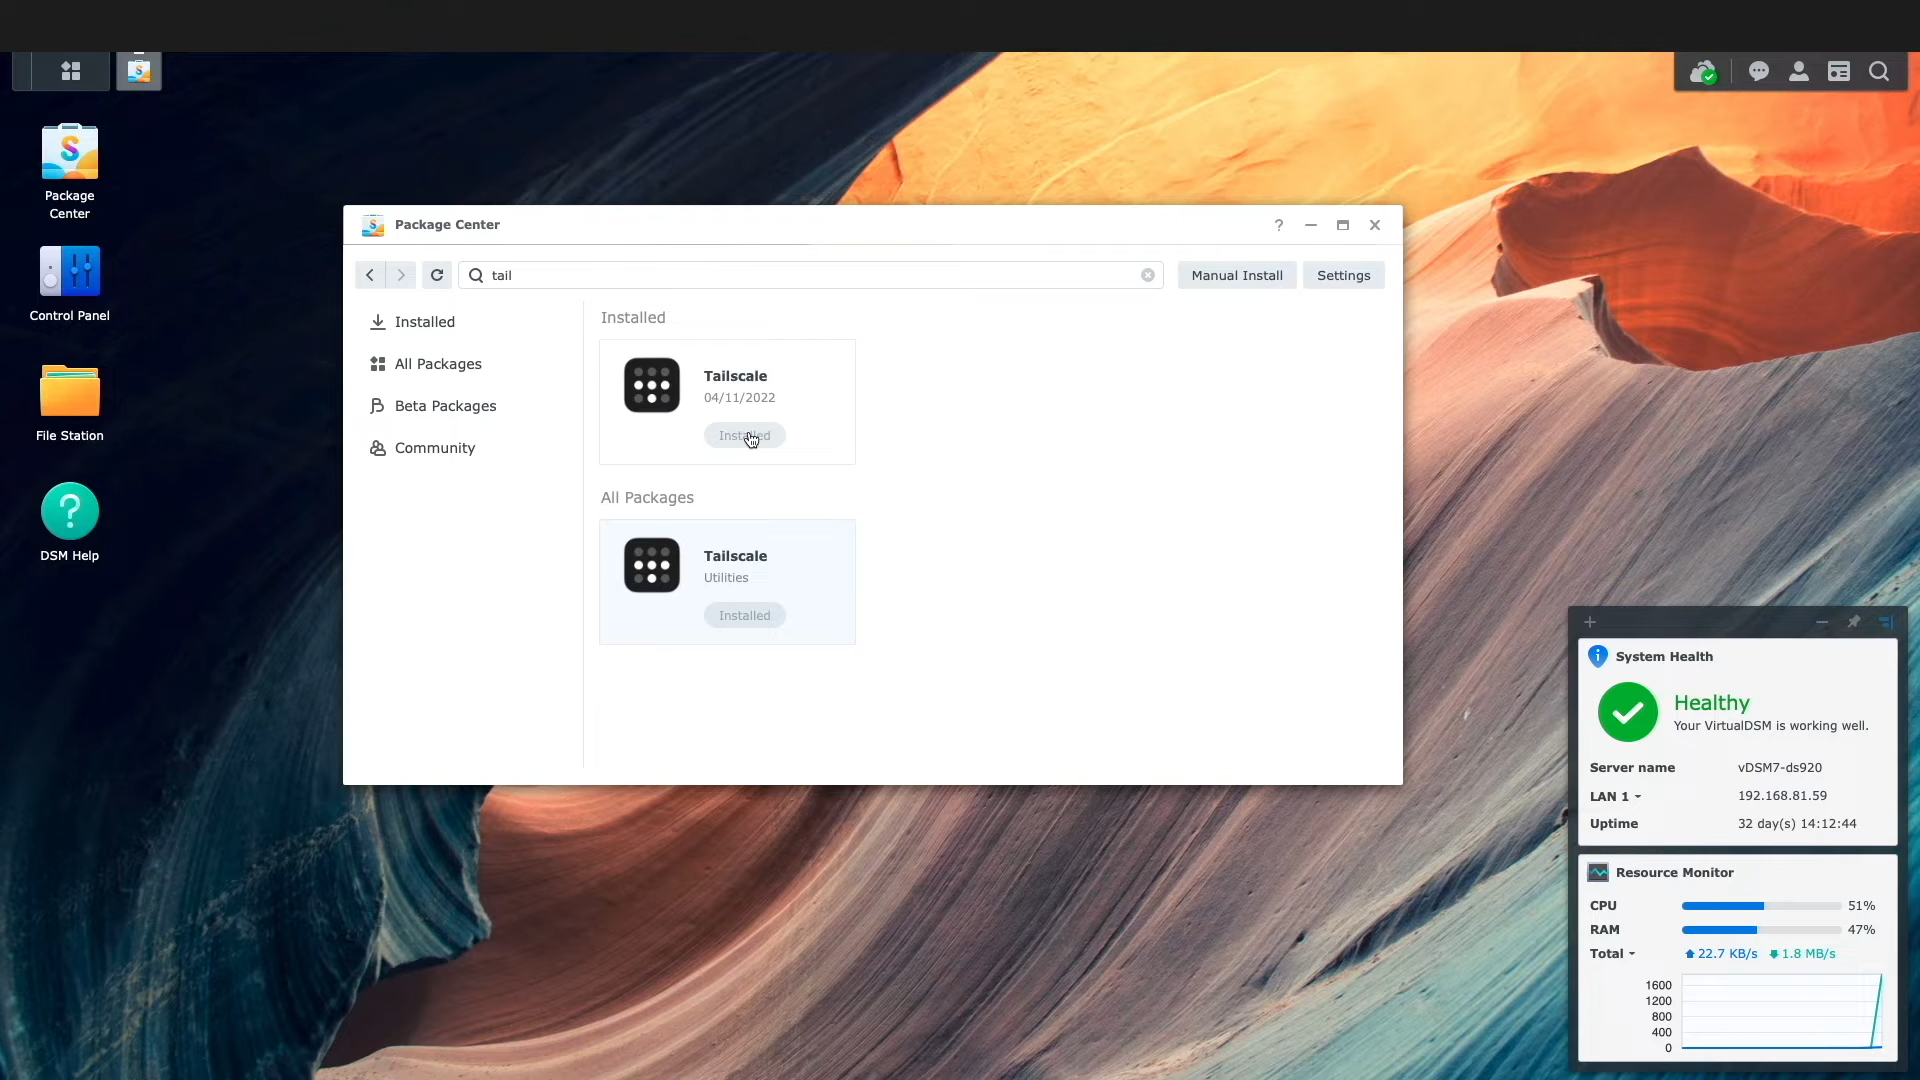 Package
Center
Control Panel
File Station
DSM Help
Package Center
tail
Manual Install
Settings
Installed
All Packages
Beta Packages
Community
Installed
Tailscale
04/11/2022
Installed
All Packages
Tailscale
Utilities
Installed
System Health
Healthy
Your VirtualDSM is working well.
Server name vDSM7-ds920
LAN 1 192.168.81.59
Uptime 32 day(s) 14:12:44
Resource Monitor
CPU 51%
RAM 47%
Total 22.7 KB/s 1.8 MB/s
1600
1200
800
400
0